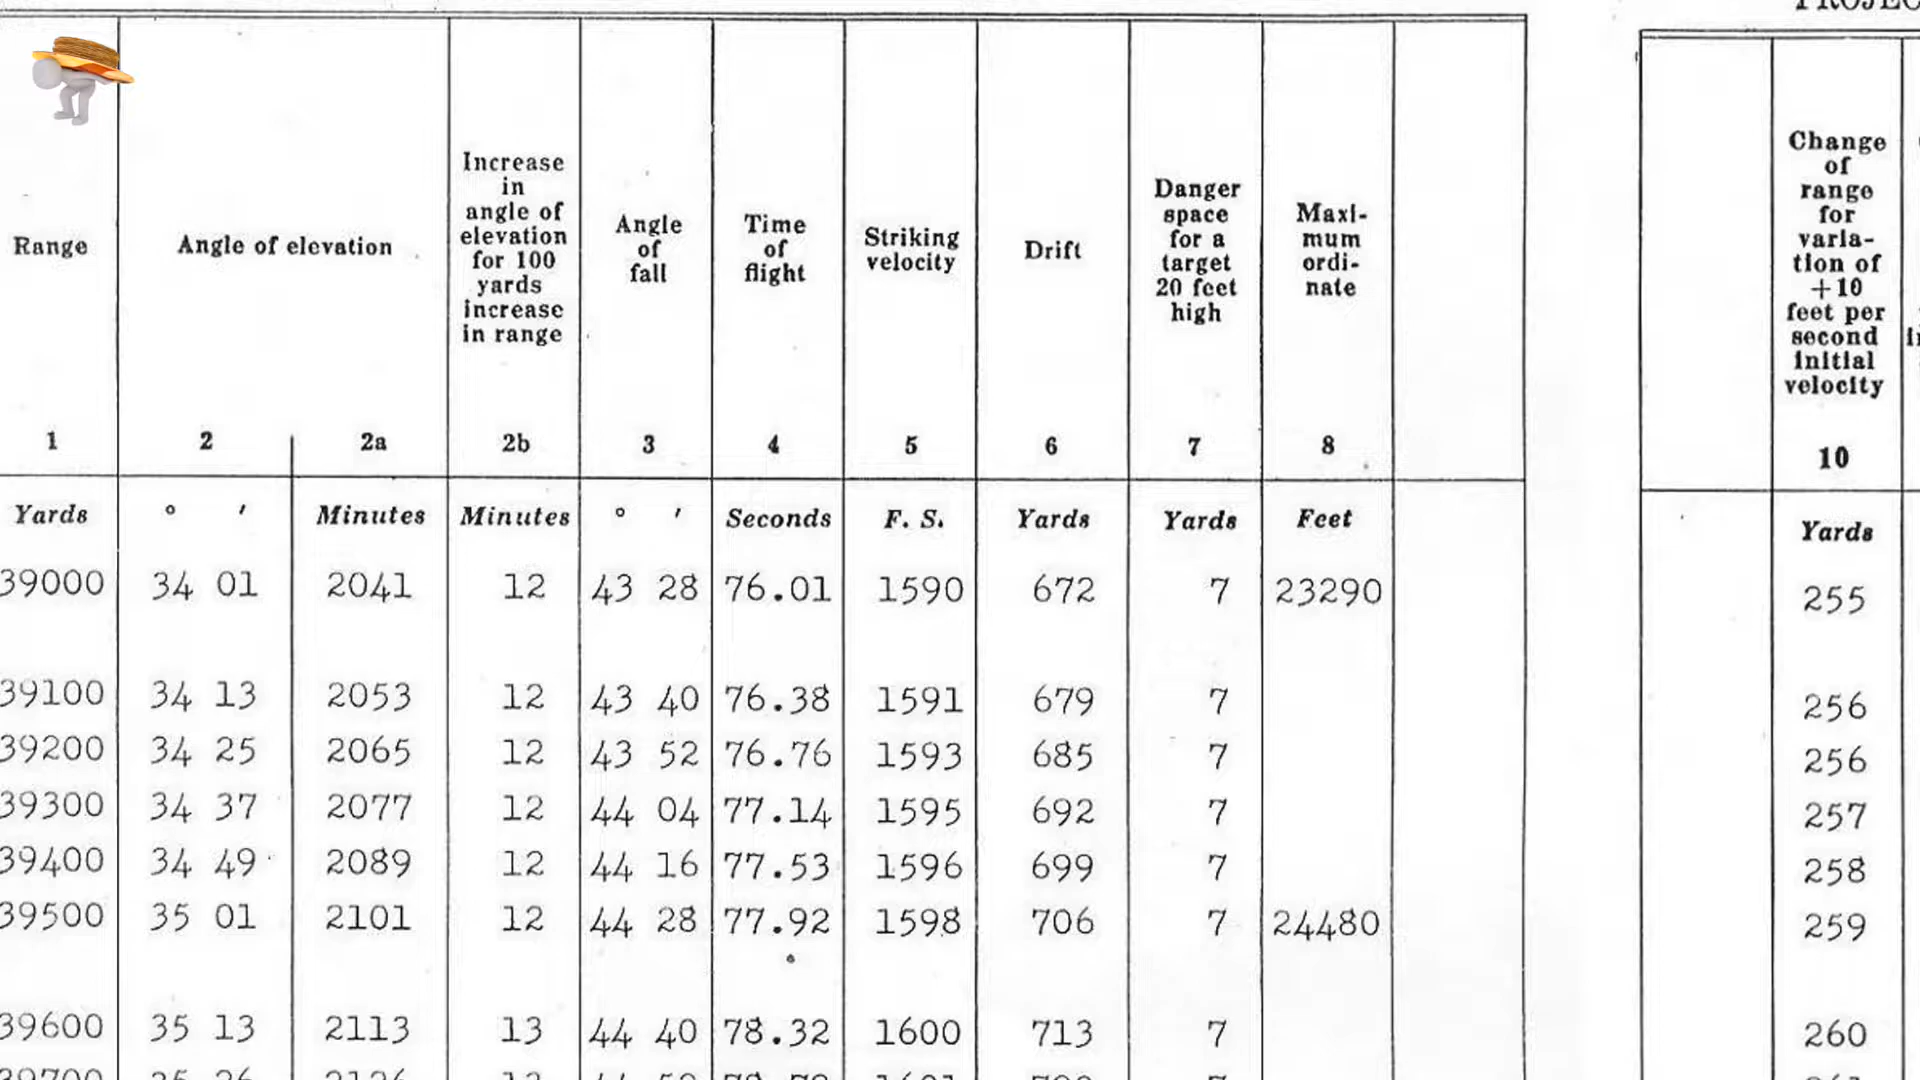 PROJEC
Range
Angle of elevation
Increase
in
angle of
elevation
for 100
yards
increase
in range
Angle
of
fall
Time
of
flight
Striking
velocity
Drift
Danger
space
for a
target
20 feet
high
Maxi-
mum
ordi-
nate
Change
of
range
for
varia-
tion of
+10
feet per
second
initial
velocity
1 2 2a 2b 3 4 5 6 7 8 10
Yards ° ′ Minutes Minutes ° ′ Seconds F. S. Yards Yards Feet Yards
39000 34 01 2041 12 43 28 76.01 1590 672 7 23290 255
39100 34 13 2053 12 43 40 76.38 1591 679 7 256
39200 34 25 2065 12 43 52 76.76 1593 685 7 256
39300 34 37 2077 12 44 04 77.14 1595 692 7 257
39400 34 49 2089 12 44 16 77.53 1596 699 7 258
39500 35 01 2101 12 44 28 77.92 1598 706 7 24480 259
39600 35 13 2113 13 44 40 78.32 1600 713 7 260